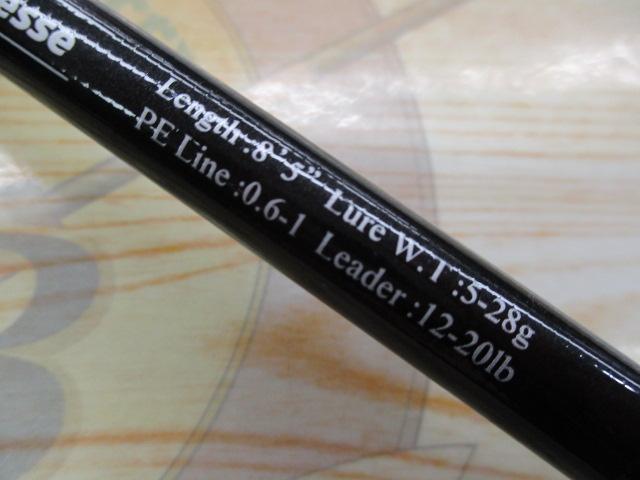 esse
Length :8'5" Lure W.T :5-28g
PE Line :0.6-1 Leader :12-20lb